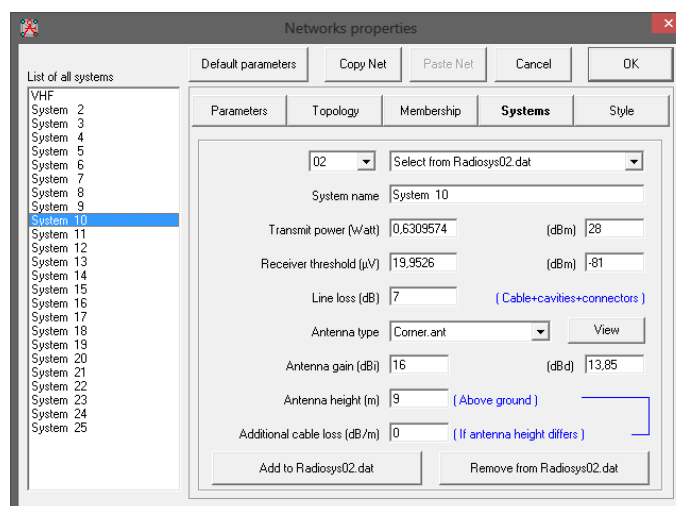 Networks properties
Default parameters Copy Net Paste Net Cancel OK
List of all systems
VHF
System 2
System 3
System 4
System 5
System 6
System 7
System 8
System 9
System 10
System 11
System 12
System 13
System 14
System 15
System 16
System 17
System 18
System 19
System 20
System 21
System 22
System 23
System 24
System 25
Parameters Topology Membership Systems Style
02 Select from Radiosys02.dat
System name System 10
Transmit power (Watt) 0,6309574 (dBm) 28
Receiver threshold (µV) 19,9526 (dBm) -81
Line loss (dB) 7 ( Cable+cavities+connectors )
Antenna type Corner.ant View
Antenna gain (dBi) 16 (dBd) 13,85
Antenna height (m) 9 ( Above ground )
Additional cable loss (dB/m) 0 ( If antenna height differs )
Add to Radiosys02.dat Remove from Radiosys02.dat